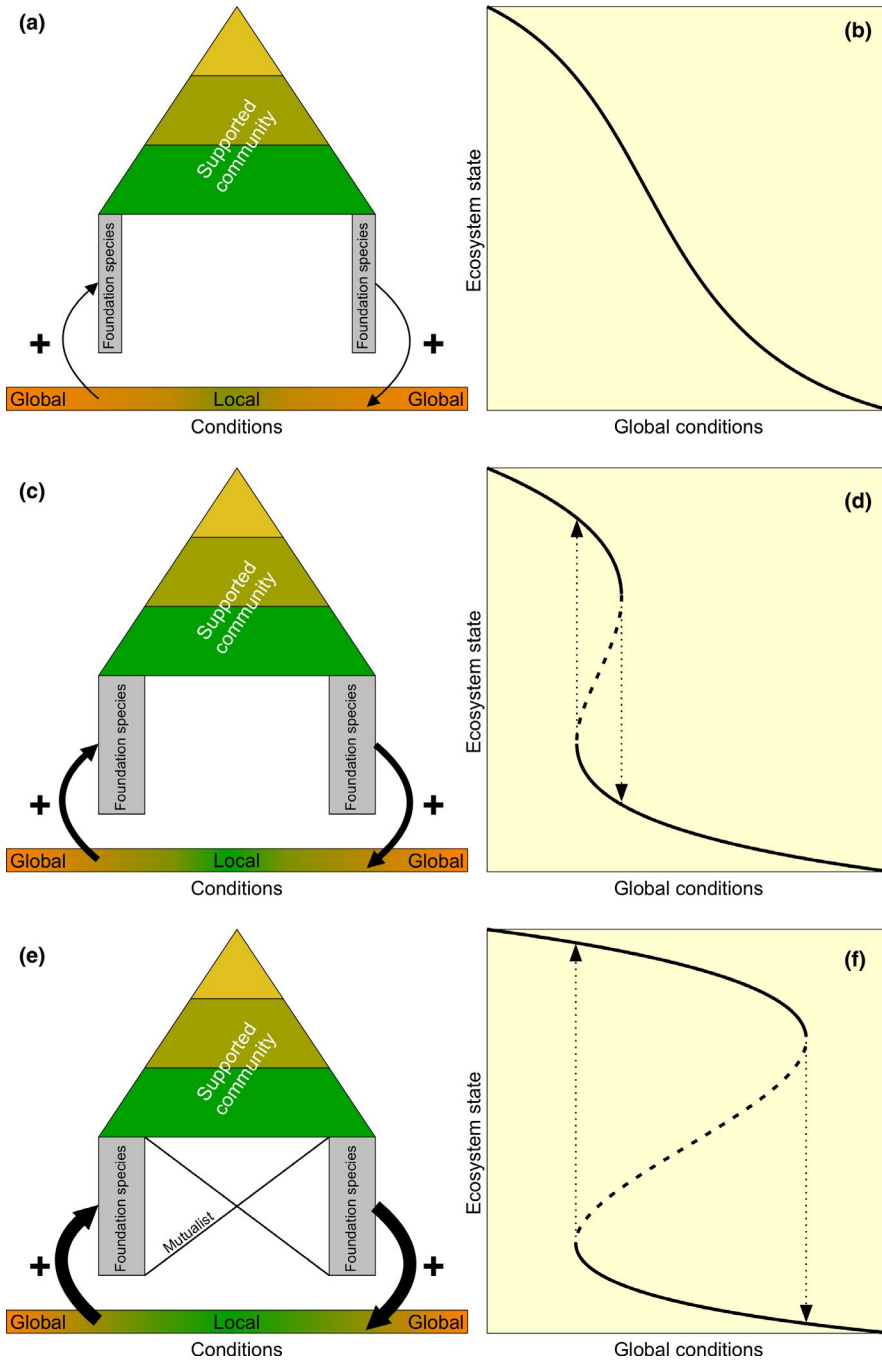 (a)
Supported
community
Foundation species
Foundation species
+
+
Global
Local
Global
Conditions
(b)
Ecosystem state
Global conditions
(c)
Supported
community
Foundation species
Foundation species
+
+
Global
Local
Global
Conditions
(d)
Ecosystem state
Global conditions
(e)
Supported
community
Foundation species
Mutualist
Foundation species
+
+
Global
Local
Global
Conditions
(f)
Ecosystem state
Global conditions